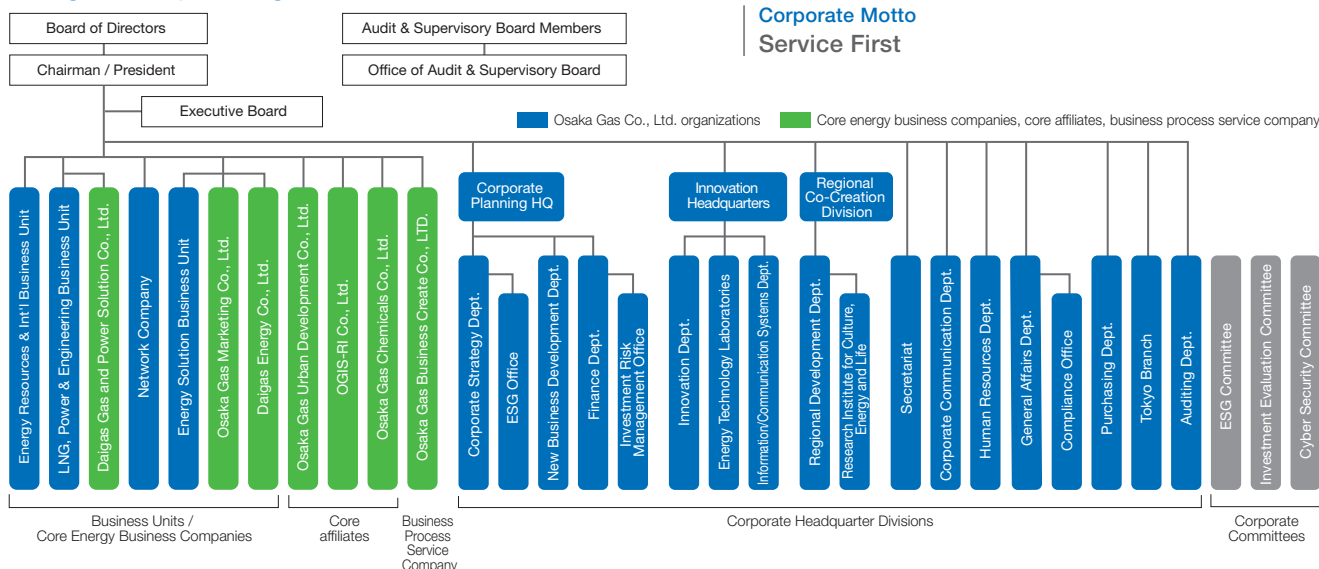 Board of Directors
Audit & Supervisory Board Members
Corporate Motto
Service First
Chairman / President
Office of Audit & Supervisory Board
Executive Board
Osaka Gas Co., Ltd. organizations
Core energy business companies, core affiliates, business process service company
Corporate
Planning HQ
Innovation
Headquarters
Regional
Co-Creation
Division
Energy Resources & Int'l Business Unit
LNG, Power & Engineering Business Unit
Daigas Gas and Power Solution Co., Ltd.
Network Company
Energy Solution Business Unit
Osaka Gas Marketing Co., Ltd.
Daigas Energy Co., Ltd.
Osaka Gas Urban Development Co., Ltd.
OGIS-RI Co., Ltd.
Osaka Gas Chemicals Co., Ltd.
Osaka Gas Business Create Co., LTD.
Corporate Strategy Dept.
ESG Office
New Business Development Dept.
Finance Dept.
Investment Risk
Management Office
Innovation Dept.
Energy Technology Laboratories
Information/Communication Systems Dept.
Regional Development Dept.
Research Institute for Culture,
Energy and Life
Secretariat
Corporate Communication Dept.
Human Resources Dept.
General Affairs Dept.
Compliance Office
Purchasing Dept.
Tokyo Branch
Auditing Dept.
ESG Committee
Investment Evaluation Committee
Cyber Security Committee
Business Units /
Core Energy Business Companies
Core
affiliates
Business
Process
Service
Company
Corporate Headquarter Divisions
Corporate
Committees